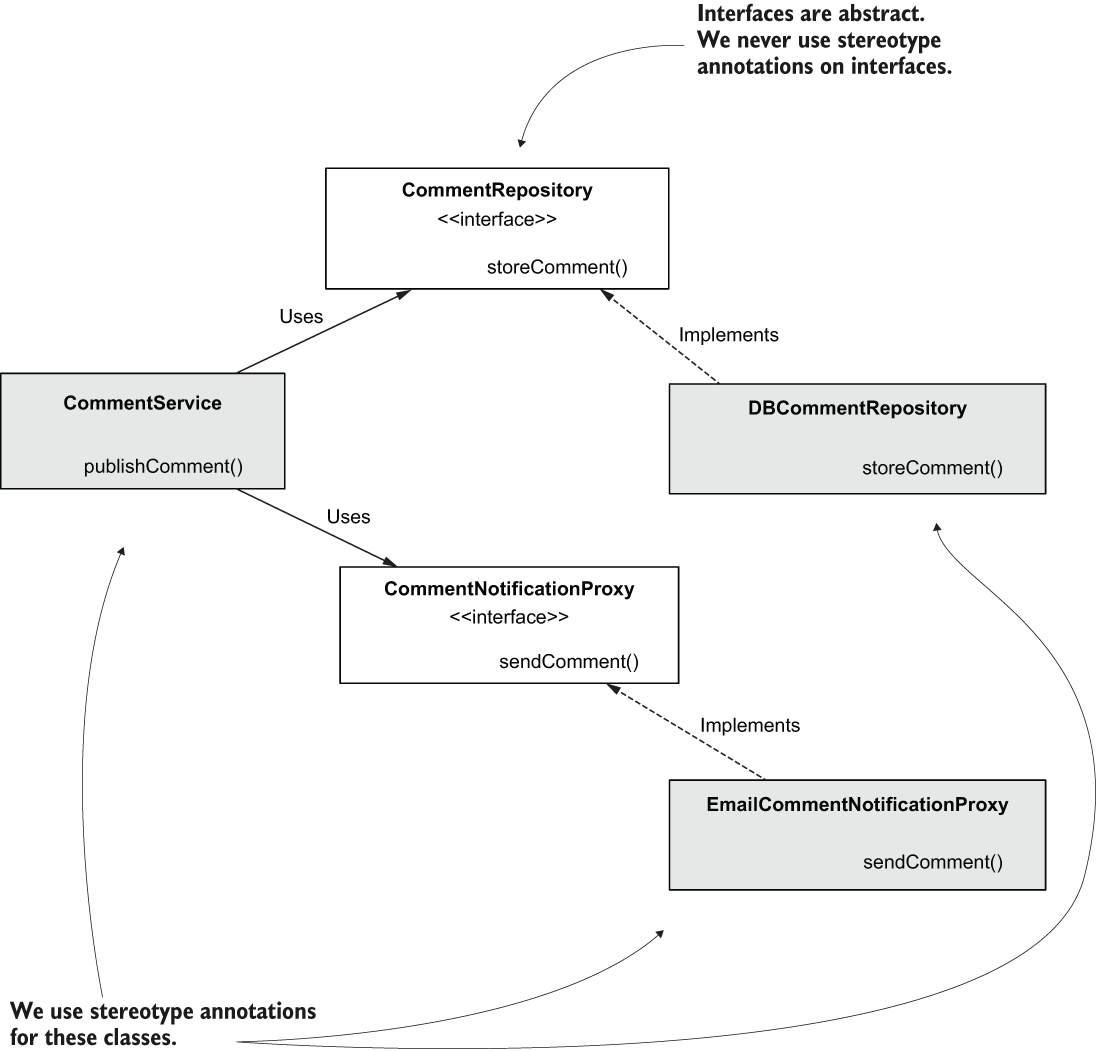 Interfaces are abstract.
We never use stereotype
annotations on interfaces.
CommentRepository
<<interface>>
storeComment()
Uses
Implements
CommentService
publishComment()
DBCommentRepository
storeComment()
Uses
CommentNotificationProxy
<<interface>>
sendComment()
Implements
EmailCommentNotificationProxy
sendComment()
We use stereotype annotations
for these classes.